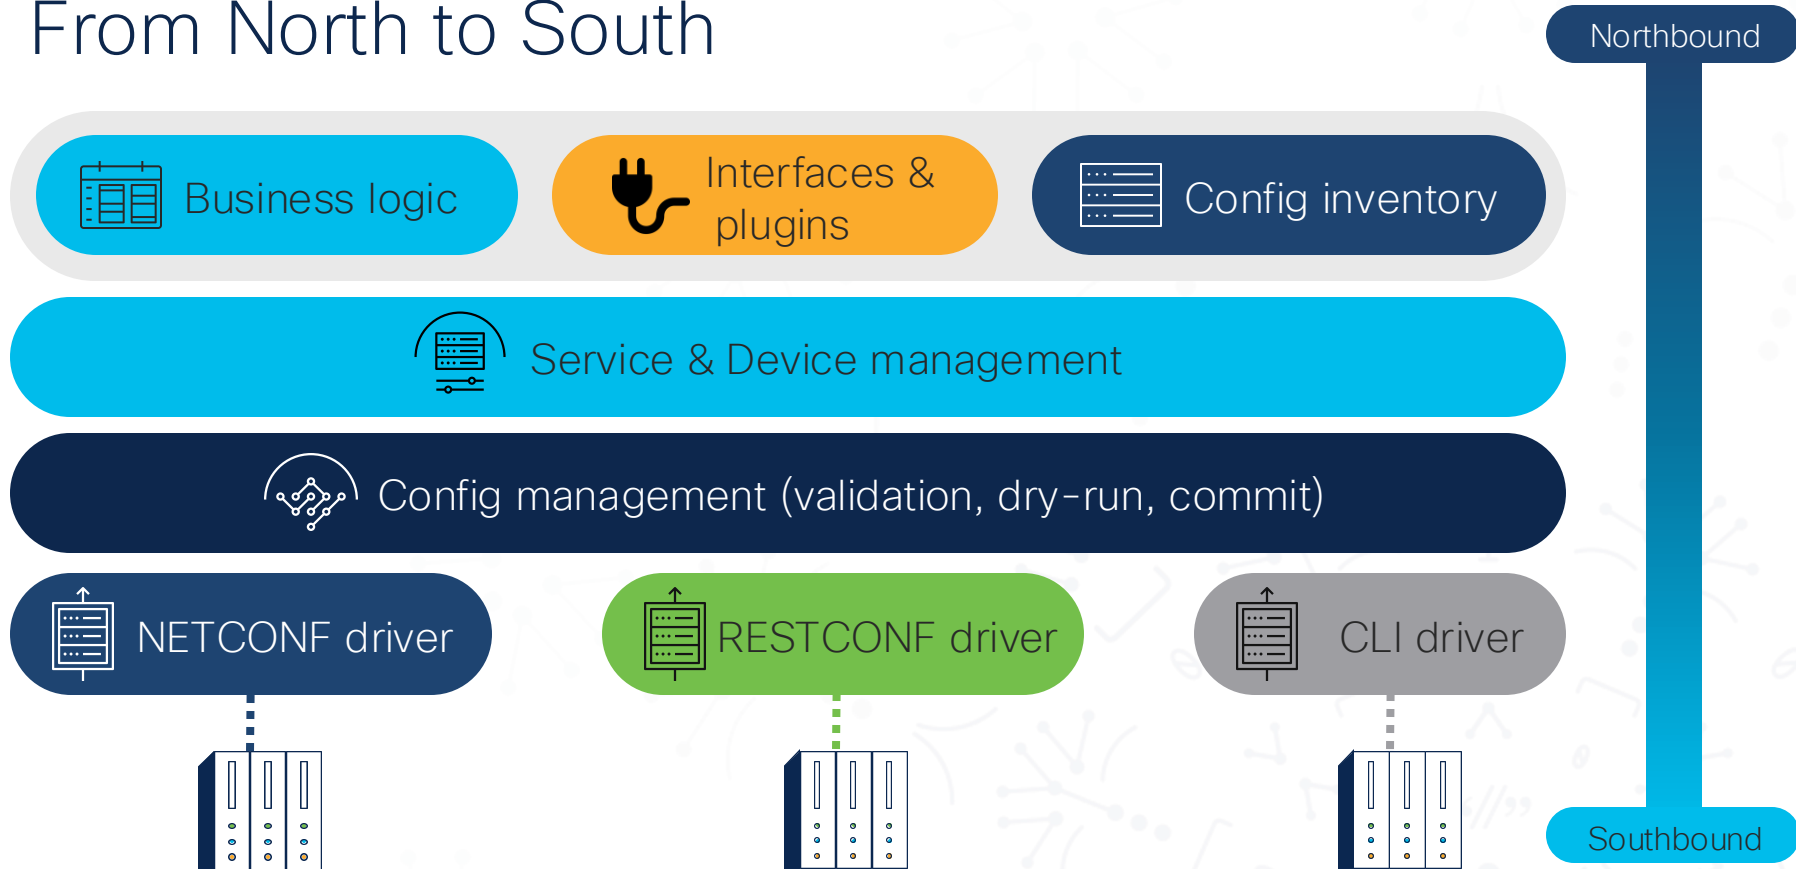 From North to South
Northbound
Business logic
Interfaces &
plugins
Config inventory
Service & Device management
Config management (validation, dry-run, commit)
NETCONF driver
RESTCONF driver
CLI driver
Southbound